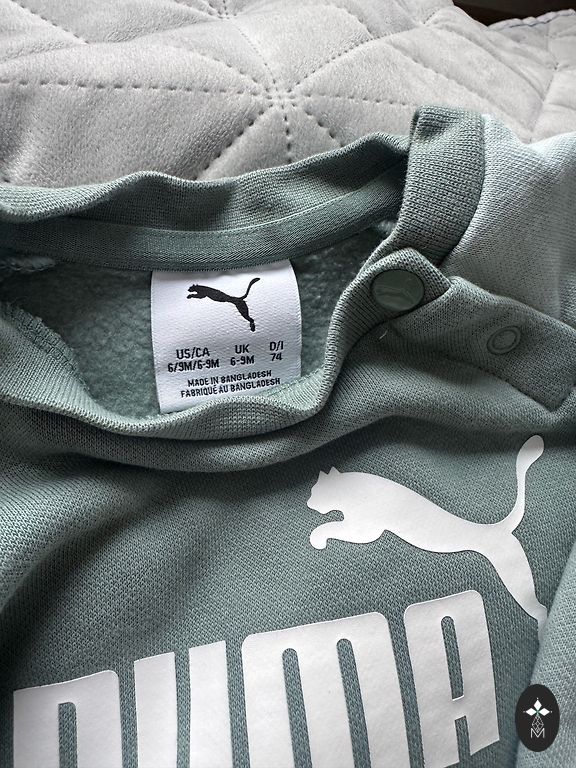 US/CA UK D/I
6/9M/6-9M 6-9M 74
MADE IN BANGLADESH
FABRIQUÉ AU BANGLADESH
PUMA
M